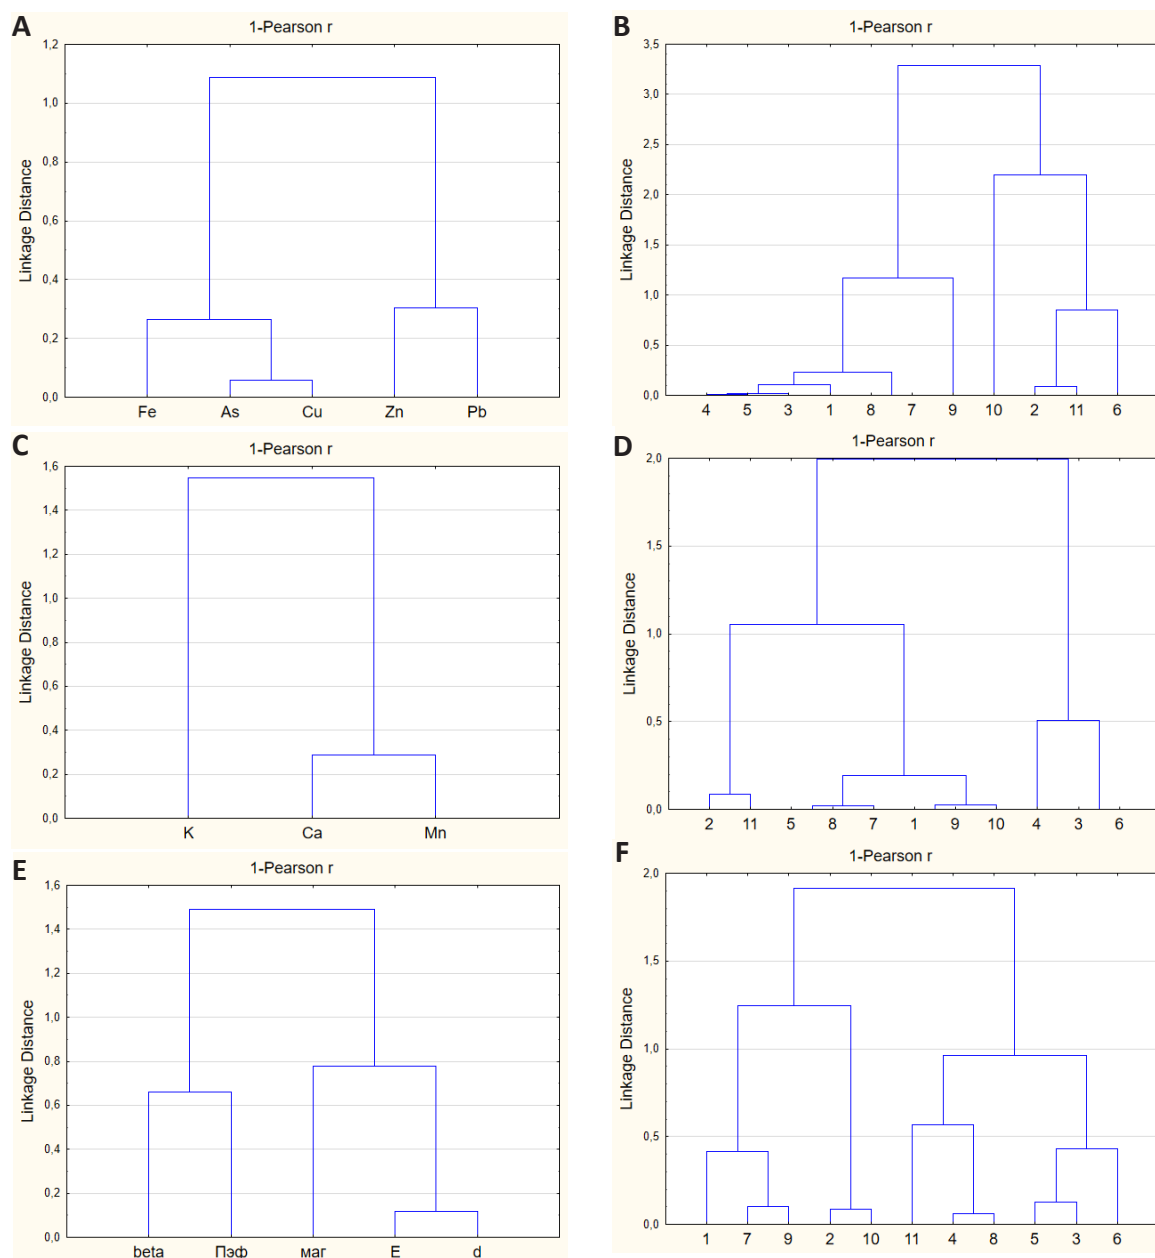 A
1-Pearson r
Linkage Distance
1,2
1,0
0,8
0,6
0,4
0,2
0,0
Fe As Cu Zn Pb
B
1-Pearson r
Linkage Distance
3,5
3,0
2,5
2,0
1,5
1,0
0,5
0,0
4 5 3 1 8 7 9 10 2 11 6
C
1-Pearson r
Linkage Distance
1,6
1,4
1,2
1,0
0,8
0,6
0,4
0,2
0,0
K Ca Mn
D
1-Pearson r
Linkage Distance
2,0
1,5
1,0
0,5
0,0
2 11 5 8 7 1 9 10 4 3 6
E
1-Pearson r
Linkage Distance
1,6
1,4
1,2
1,0
0,8
0,6
0,4
0,2
0,0
beta Пэф маг E d
F
1-Pearson r
Linkage Distance
2,0
1,5
1,0
0,5
0,0
1 7 9 2 10 11 4 8 5 3 6